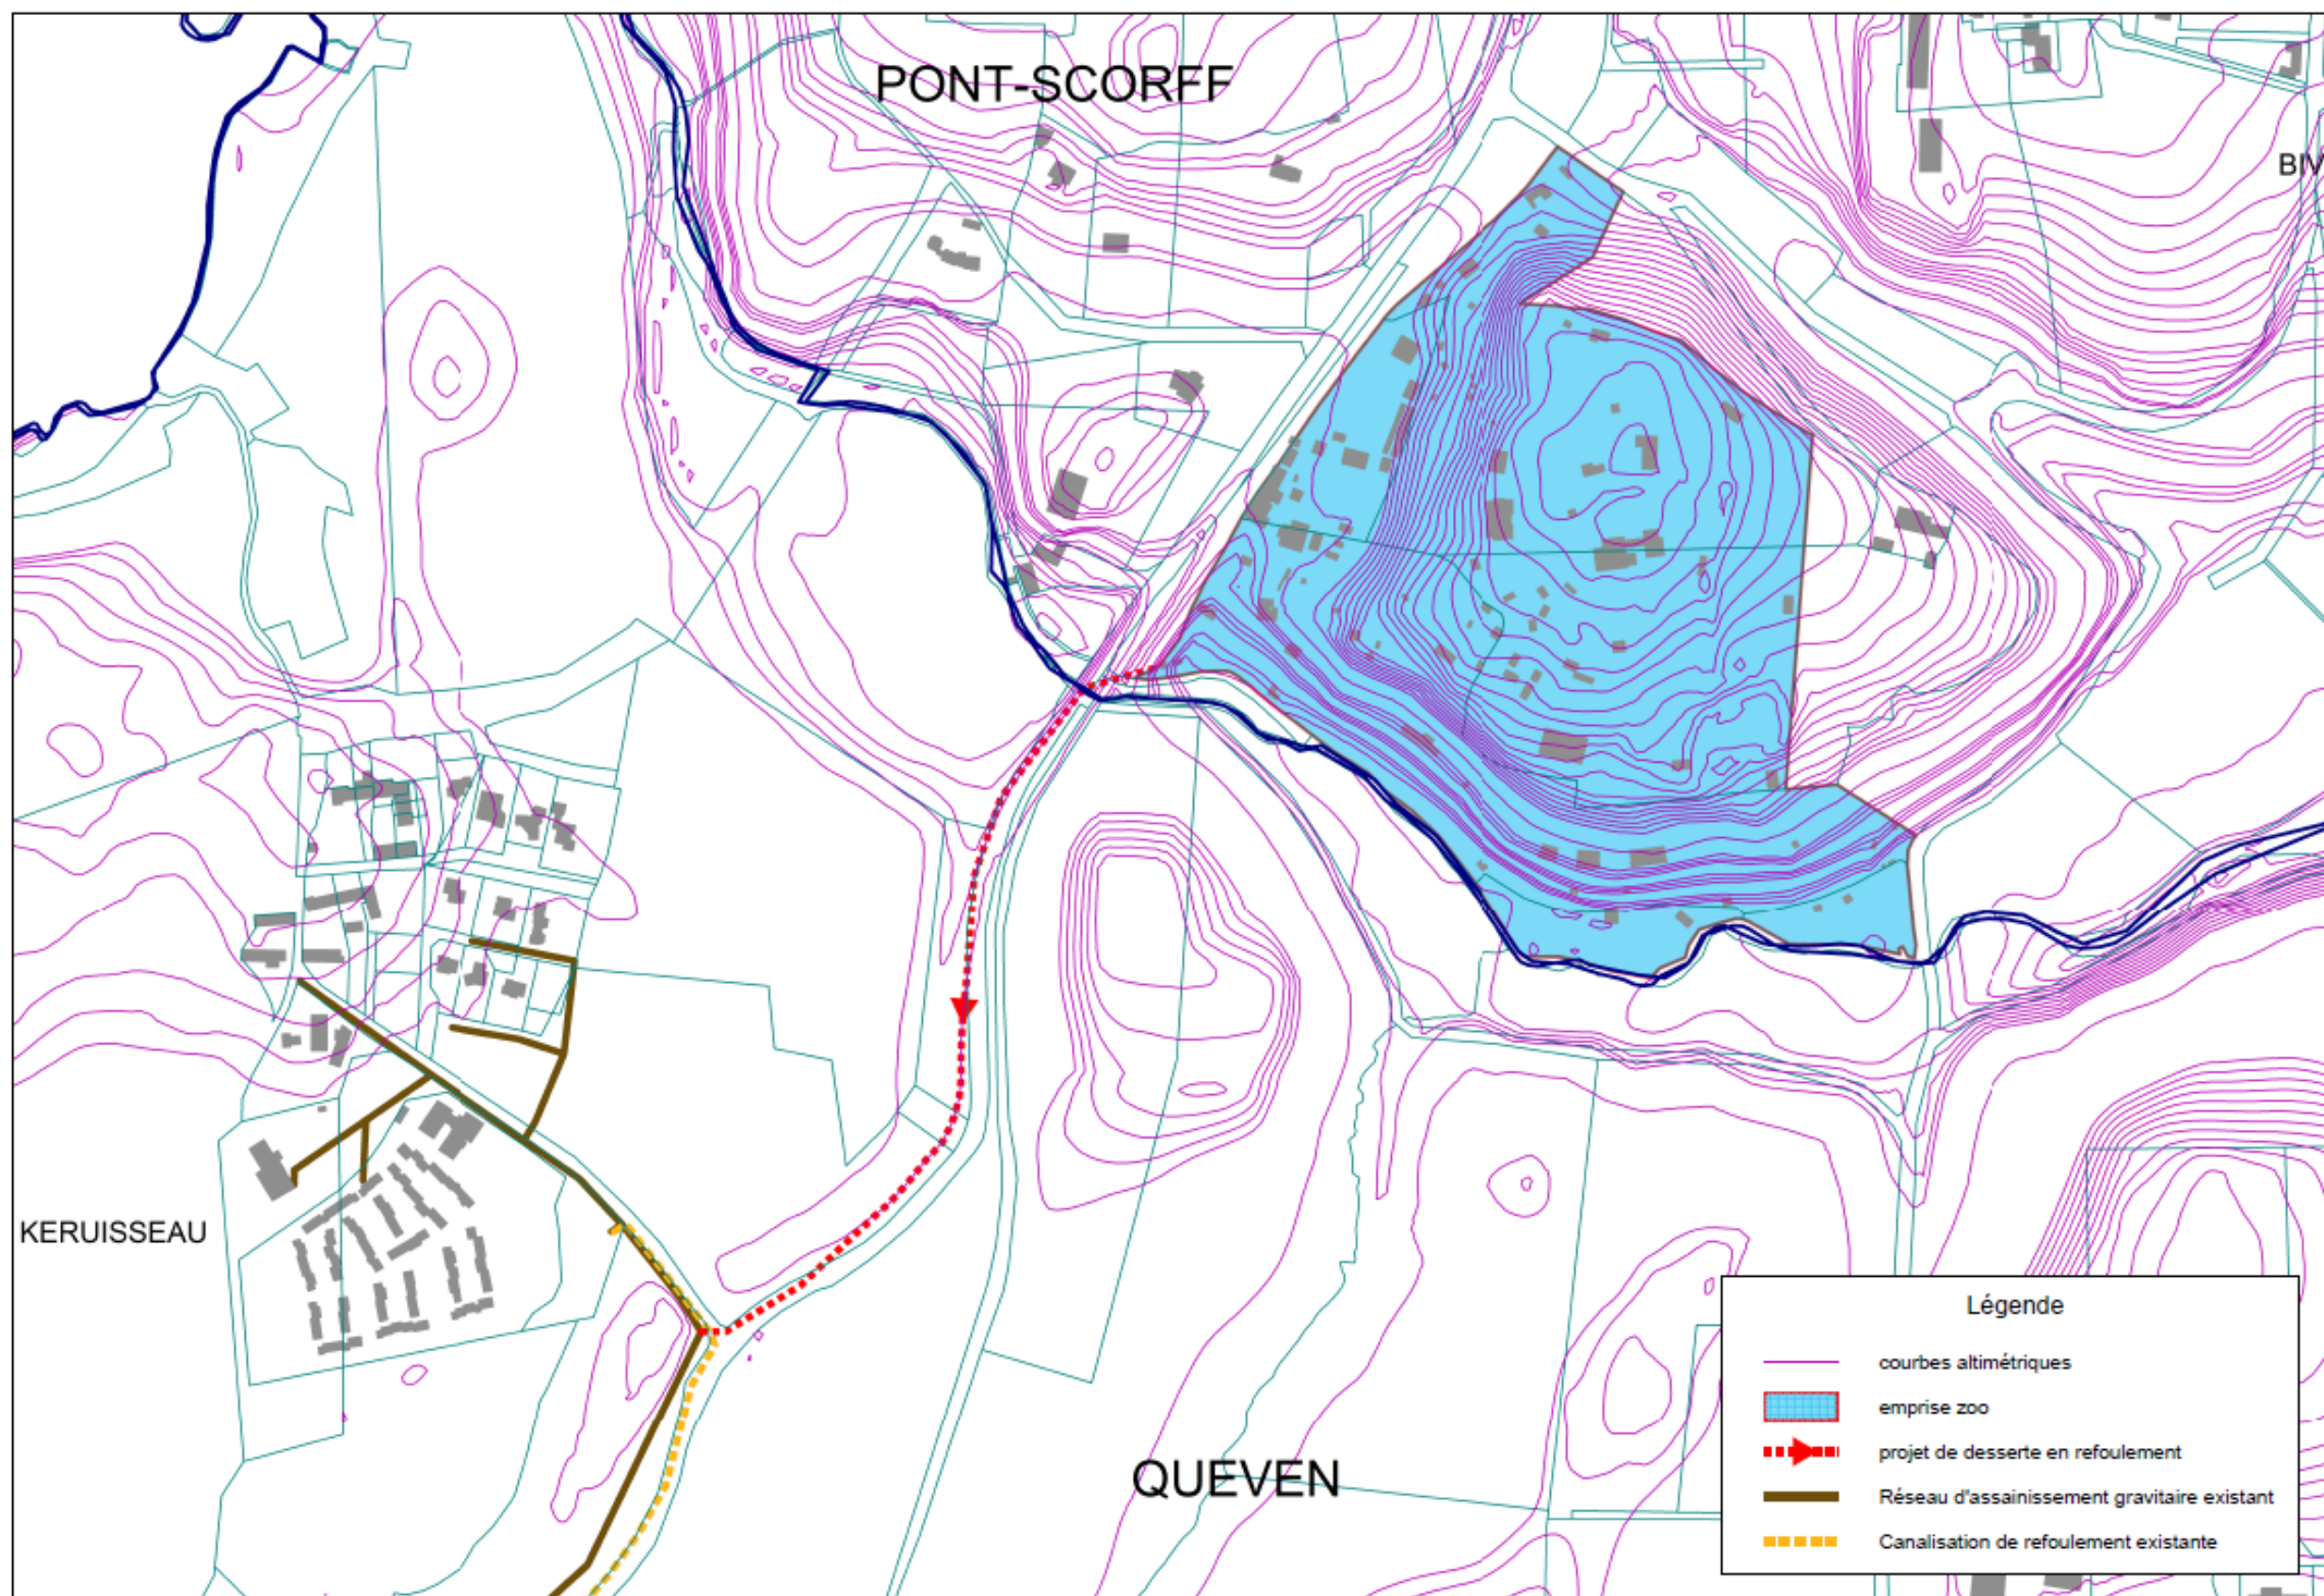 PONT-SCORFF
BIV
KERUISSEAU
QUEVEN
Légende
courbes altimétriques
emprise zoo
projet de desserte en refoulement
Réseau d'assainissement gravitaire existant
Canalisation de refoulement existante